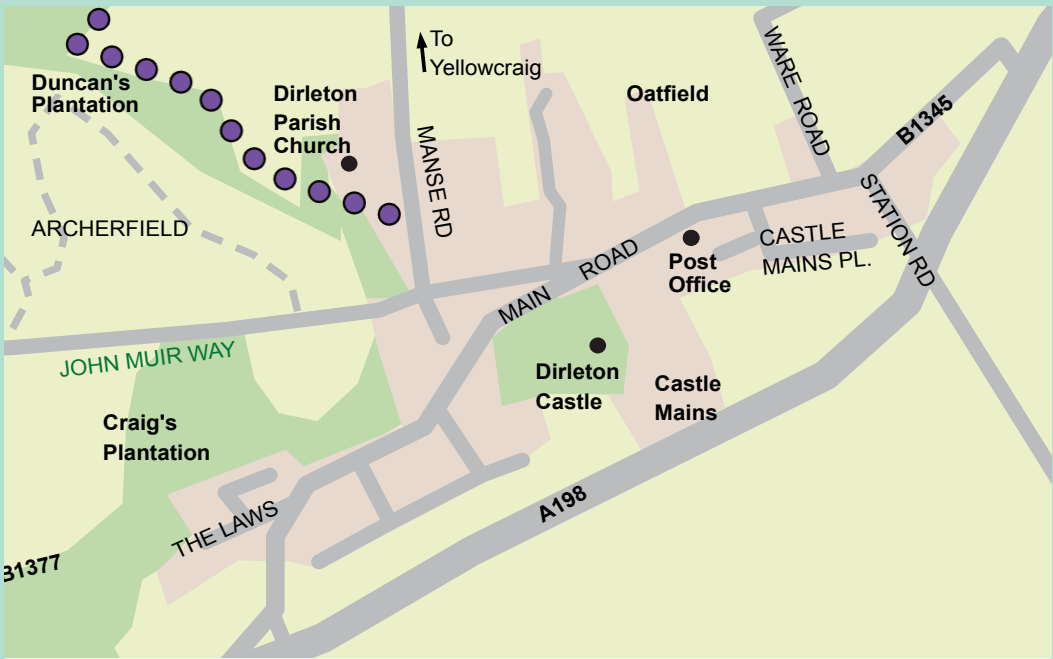 To
Yellowcraig
Duncan's
Plantation
Dirleton
Parish
Church
Oatfield
WARE ROAD
B1345
MANSE RD
STATION RD
ARCHERFIELD
CASTLE
MAINS PL.
MAIN ROAD
Post
Office
JOHN MUIR WAY
Dirleton
Castle
Castle
Mains
Craig's
Plantation
A198
THE LAWS
B1377